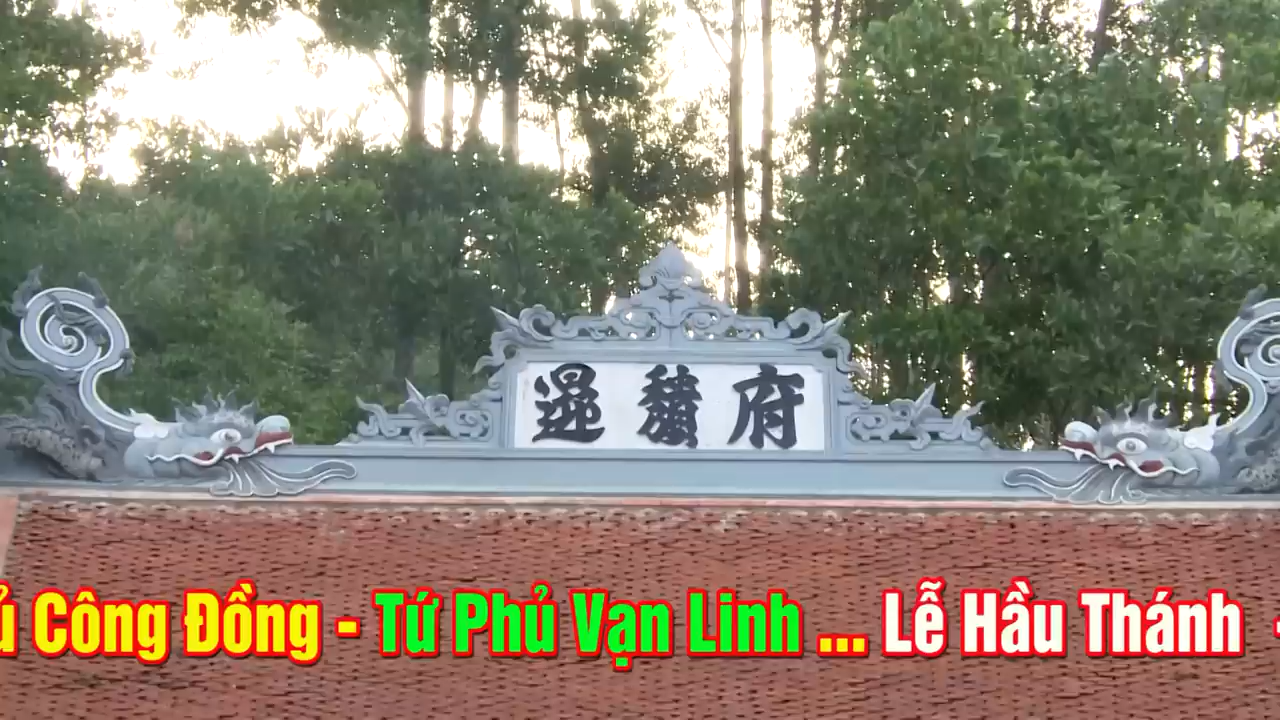 府
ủ Công Đồng - Tứ Phủ Vạn Linh ... Lễ Hầu Thánh -